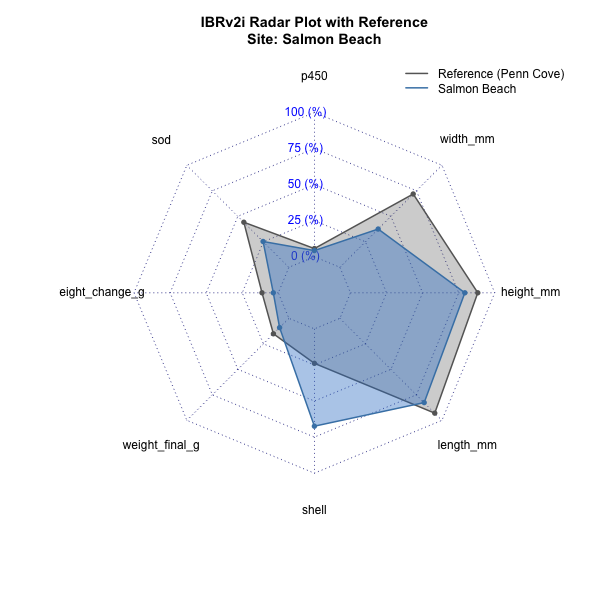 IBRv2i Radar Plot with Reference
Site: Salmon Beach
p450
Reference (Penn Cove)
Salmon Beach
100 (%)
sod
width_mm
75 (%)
50 (%)
25 (%)
0 (%)
eight_change_g
height_mm
weight_final_g
length_mm
shell